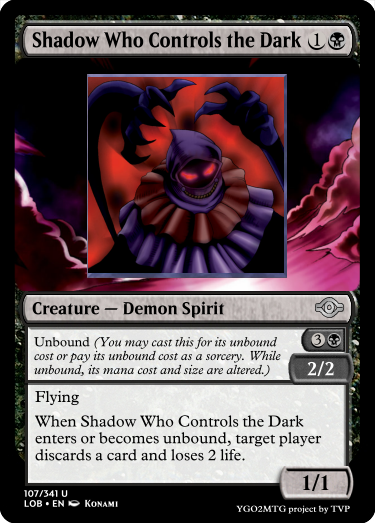 Shadow Who Controls the Dark 1
Creature — Demon Spirit
Unbound (You may cast this for its unbound 3
cost or pay its unbound cost as a sorcery. While
unbound, its mana cost and size are altered.)
2/2
Flying
When Shadow Who Controls the Dark
enters or becomes unbound, target player
discards a card and loses 2 life.
1/1
107/341 U
LOB • EN Konami
YGO2MTG project by TVP